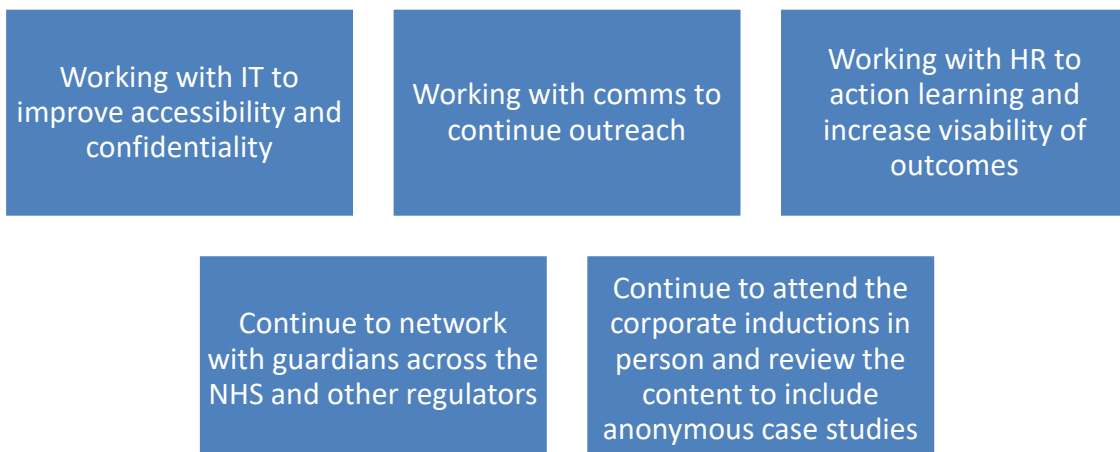 Working with IT to
improve accessibility and
confidentiality
Working with comms to
continue outreach
Working with HR to
action learning and
increase visability of
outcomes
Continue to network
with guardians across the
NHS and other regulators
Continue to attend the
corporate inductions in
person and review the
content to include
anonymous case studies